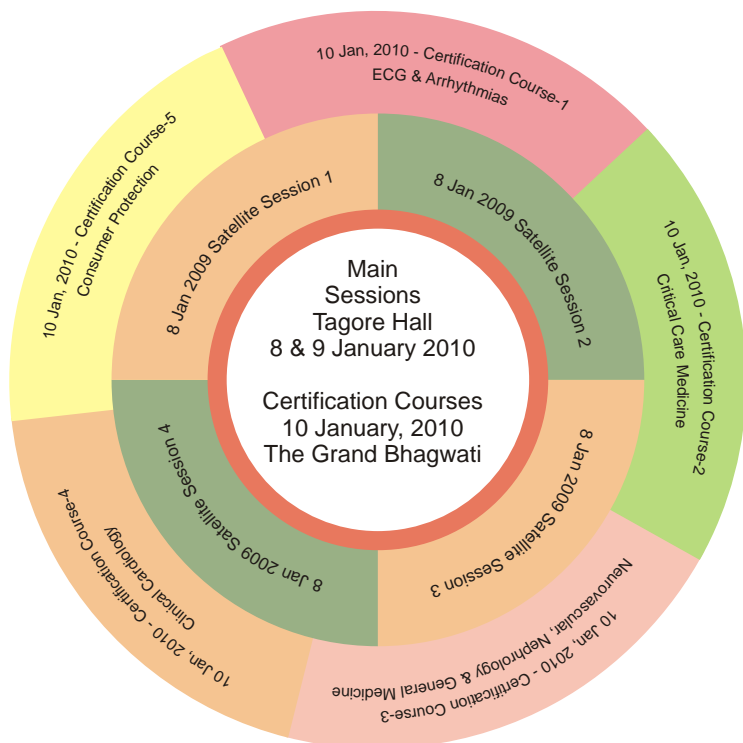 10 Jan, 2010 - Certification Course-1
ECG & Arrhythmias
10 Jan, 2010 - Certification Course-2
Critical Care Medicine
10 Jan, 2010 - Certification Course-3
Neurovascular, Nephrology & General Medicine
10 Jan, 2010 - Certification Course-4
Clinical Cardiology
10 Jan, 2010 - Certification Course-5
Consumer Protection
8 Jan 2009 Satellite Session 1
8 Jan 2009 Satellite Session 2
8 Jan 2009 Satellite Session 3
8 Jan 2009 Satellite Session 4
Main
Sessions
Tagore Hall
8 & 9 January 2010
Certification Courses
10 January, 2010
The Grand Bhagwati